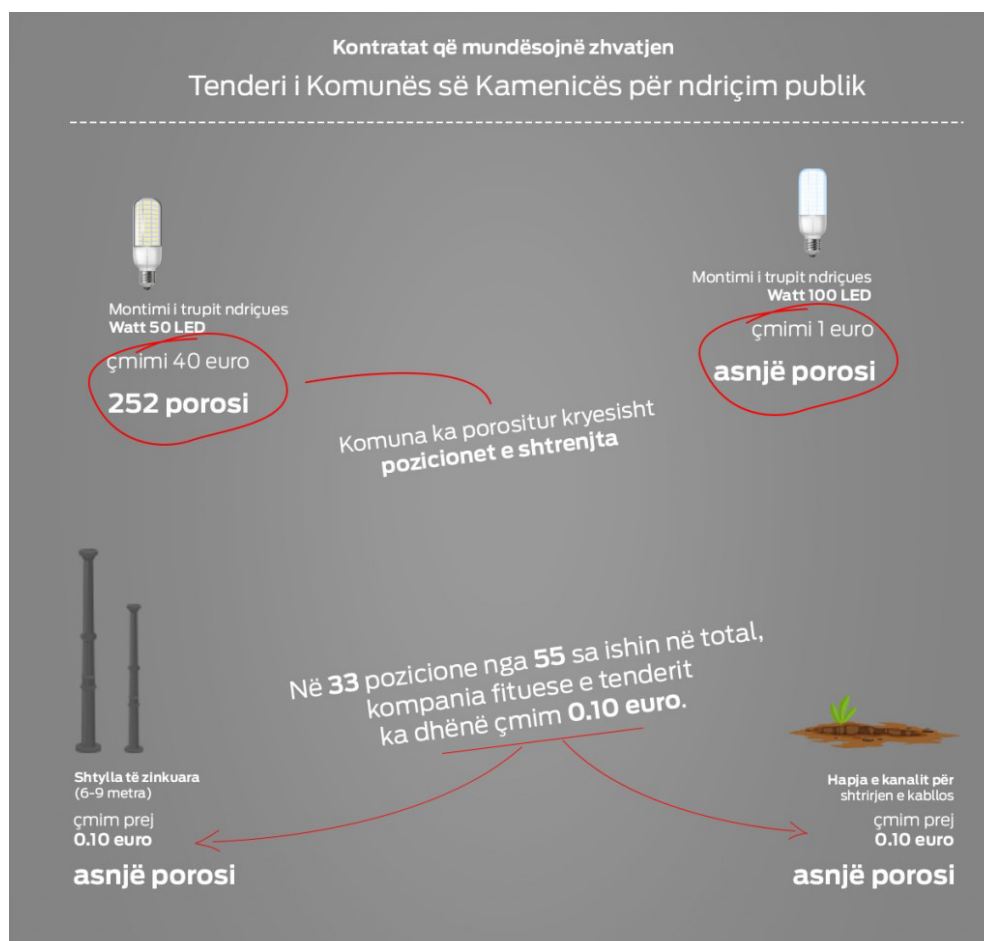 Kontratat që mundësojnë zhvatjen
Tenderi i Komunës së Kamenicës për ndriçim publik
Montimi i trupit ndriçues
Watt 50 LED
çmimi 40 euro
252 porosi
Montimi i trupit ndriçues
Watt 100 LED
çmimi 1 euro
asnjë porosi
Komuna ka porositur kryesisht
pozicionet e shtrenjta
Në 33 pozicione nga 55 sa ishin në total,
kompania fituese e tenderit
ka dhënë çmim 0.10 euro.
Shtylla të zinkuara
(6-9 metra)
çmim prej
0.10 euro
asnjë porosi
Hapja e kanalit për
shtrirjen e kabllos
çmim prej
0.10 euro
asnjë porosi